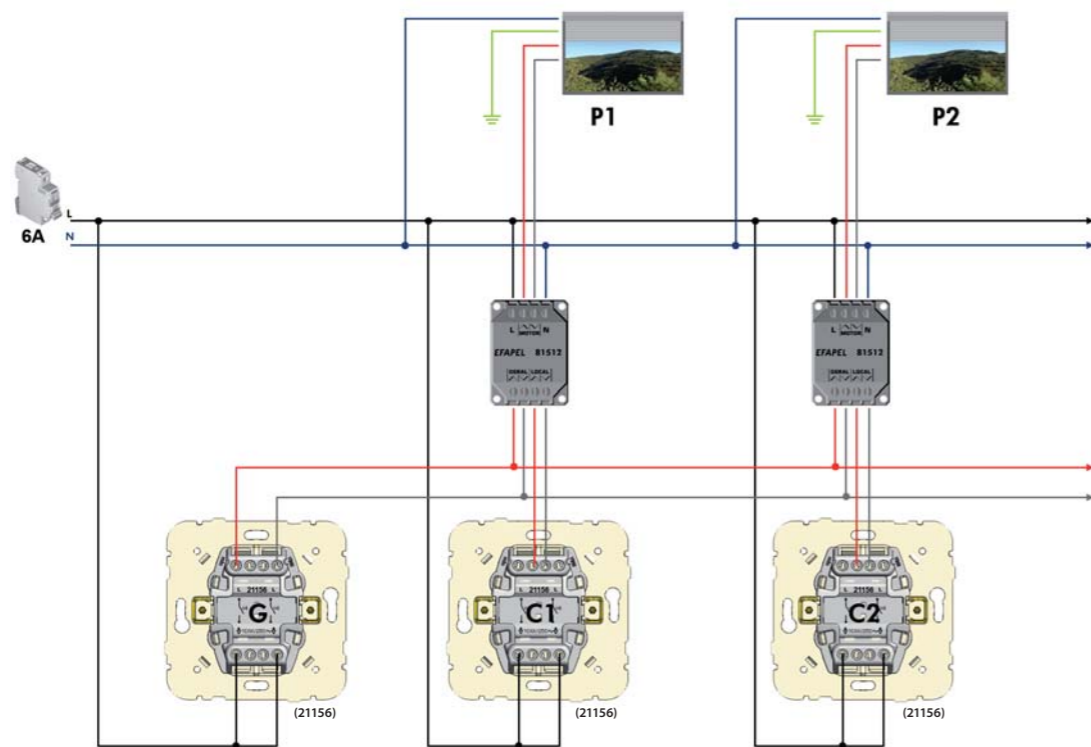 P1
P2
L
6A
N
L MOTOR N
EFAPEL 81512
GERAL LOCAL
L MOTOR N
EFAPEL 81512
GERAL LOCAL
L 21156 L
G
L 21156 L
C1
L 21156 L
C2
(21156)
(21156)
(21156)